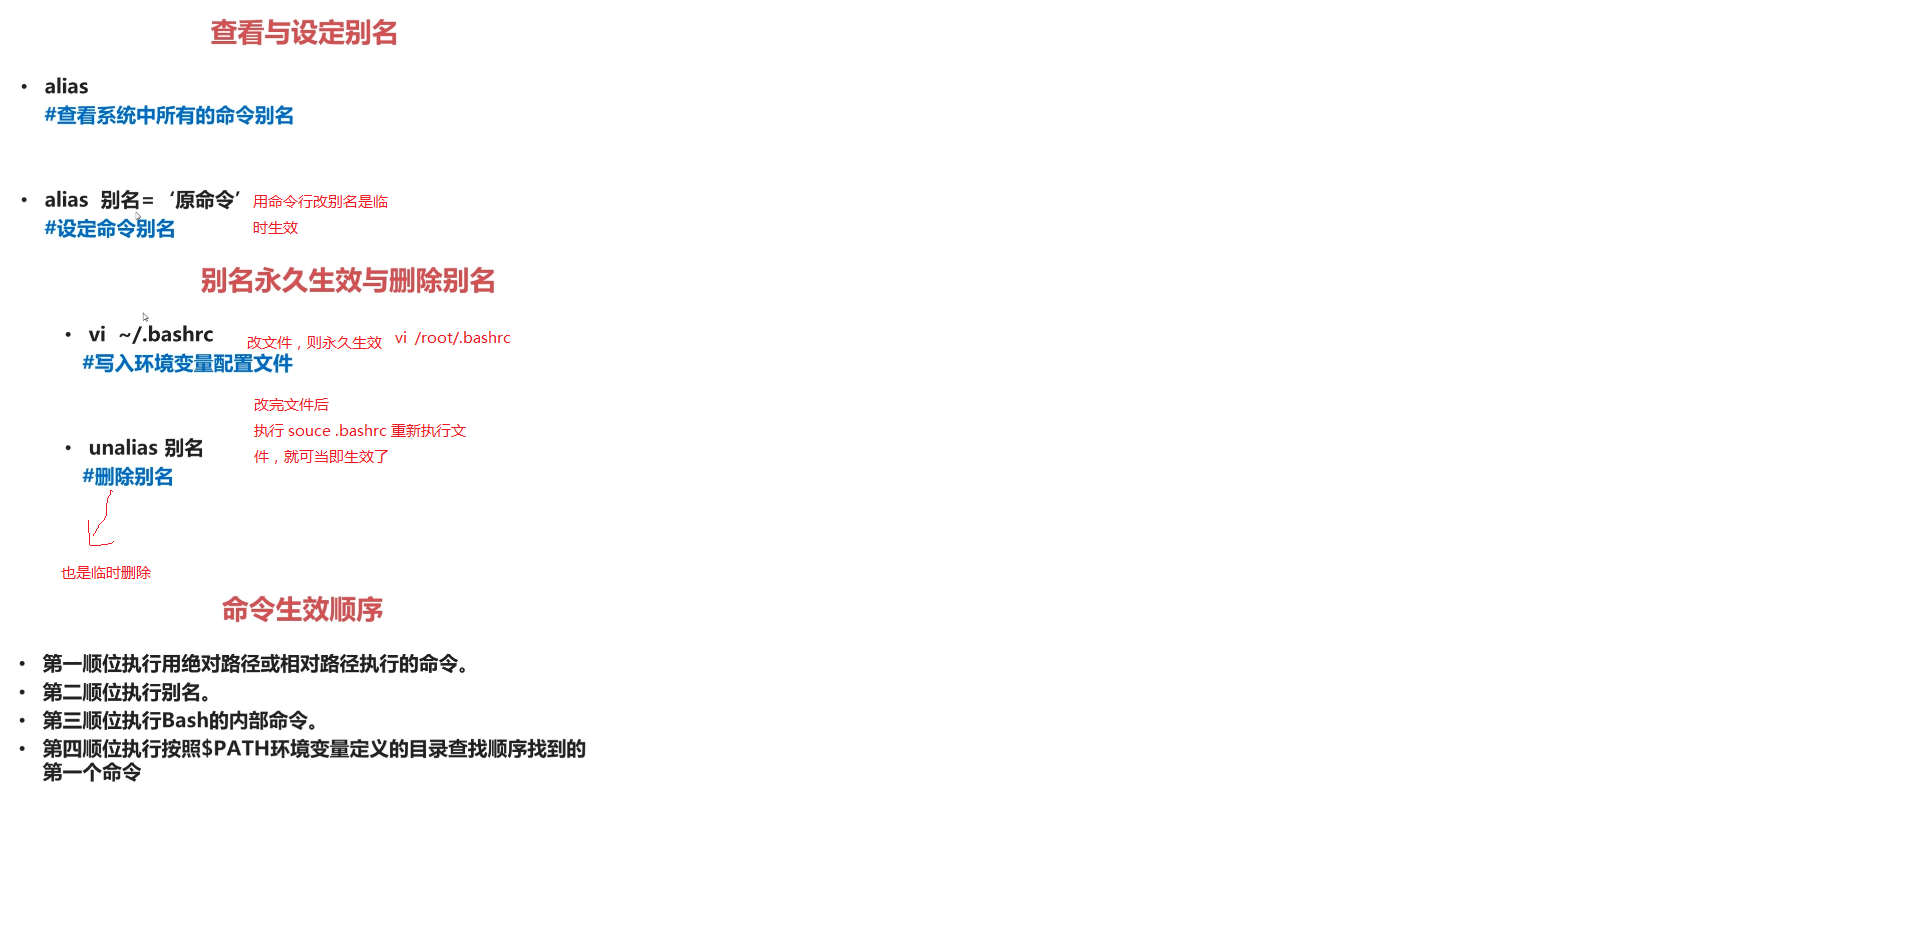 查看与设定别名
• alias
#查看系统中所有的命令别名
• alias 别名= ‘原命令’
用命令行改别名是临
时生效
#设定命令别名
别名永久生效与删除别名
• vi ~/.bashrc
改文件，则永久生效 vi /root/.bashrc
#写入环境变量配置文件
改完文件后
执行 souce .bashrc 重新执行文
件，就可当即生效了
• unalias 别名
#删除别名
也是临时删除
命令生效顺序
• 第一顺位执行用绝对路径或相对路径执行的命令。
• 第二顺位执行别名。
• 第三顺位执行Bash的内部命令。
• 第四顺位执行按照$PATH环境变量定义的目录查找顺序找到的
第一个命令